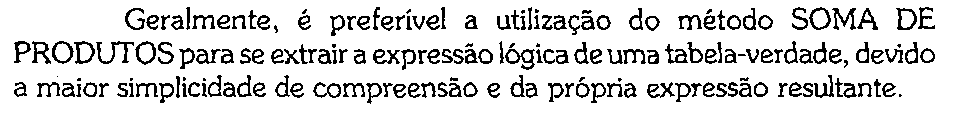 Geralmente, é preferível a utilização do método SOMA DE
PRODUTOS para se extrair a expressão lógica de uma tabela-verdade, devido
a maior simplicidade de compreensão e da própria expressão resultante.